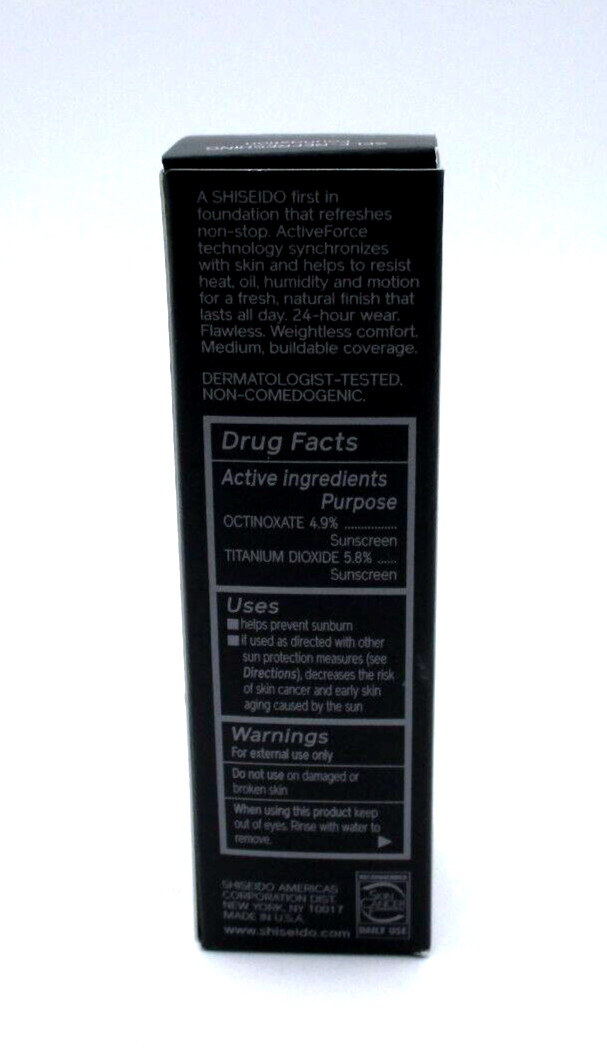 SELF-REFRESHING
Foundation
A SHISEIDO first in
foundation that refreshes
non-stop. ActiveForce
technology synchronizes
with skin and helps to resist
heat, oil, humidity and motion
for a fresh, natural finish that
lasts all day. 24-hour wear.
Flawless. Weightless comfort.
Medium, buildable coverage.
DERMATOLOGIST-TESTED.
NON-COMEDOGENIC.
Drug Facts
Active ingredients
Purpose
OCTINOXATE 4.9% ................
Sunscreen
TITANIUM DIOXIDE 5.8% ......
Sunscreen
Uses
■ helps prevent sunburn
■ if used as directed with other
sun protection measures (see
Directions), decreases the risk
of skin cancer and early skin
aging caused by the sun
Warnings
For external use only
Do not use on damaged or
broken skin
When using this product keep
out of eyes. Rinse with water to
remove.
SHISEIDO AMERICAS
CORPORATION DIST.
NEW YORK, NY 10017
MADE IN U.S.A.
www.shiseido.com
RECOMMENDED
SKIN
CANCER
DAILY USE